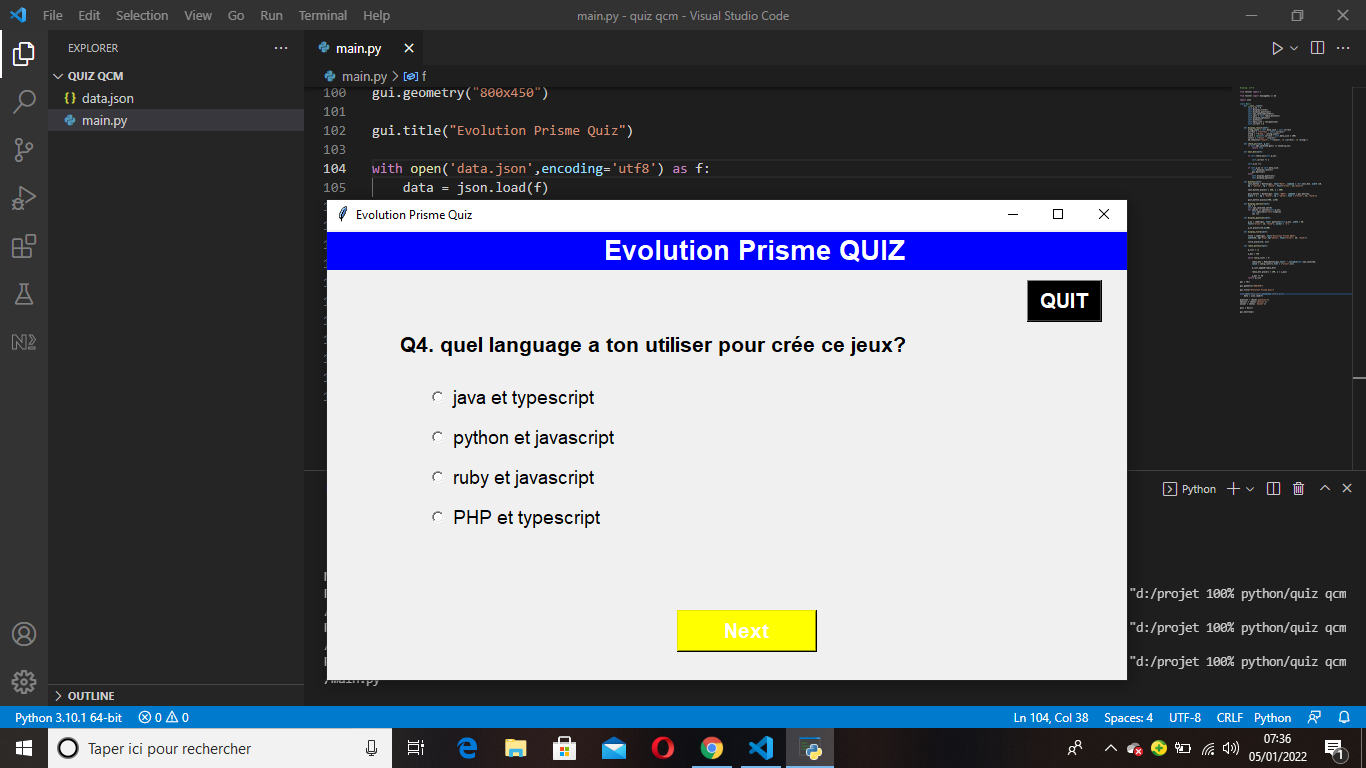 File Edit Selection View Go Run Terminal Help
main.py - quiz qcm - Visual Studio Code
EXPLORER
QUIZ QCM
{} data.json
main.py
main.py
main.py > f
100 gui.geometry("800x450")
101
102 gui.title("Evolution Prisme Quiz")
103
104 with open('data.json',encoding='utf8') as f:
105 data = json.load(f)
Evolution Prisme Quiz
Evolution Prisme QUIZ
QUIT
Q4. quel language a ton utiliser pour crée ce jeux?
java et typescript
python et javascript
ruby et javascript
PHP et typescript
Next
Python
"d:/projet 100% python/quiz qcm
"d:/projet 100% python/quiz qcm
"d:/projet 100% python/quiz qcm
/main.py
OUTLINE
Python 3.10.1 64-bit 0 0
Ln 104, Col 38 Spaces: 4 UTF-8 CRLF Python
Taper ici pour rechercher
07:36
05/01/2022
1